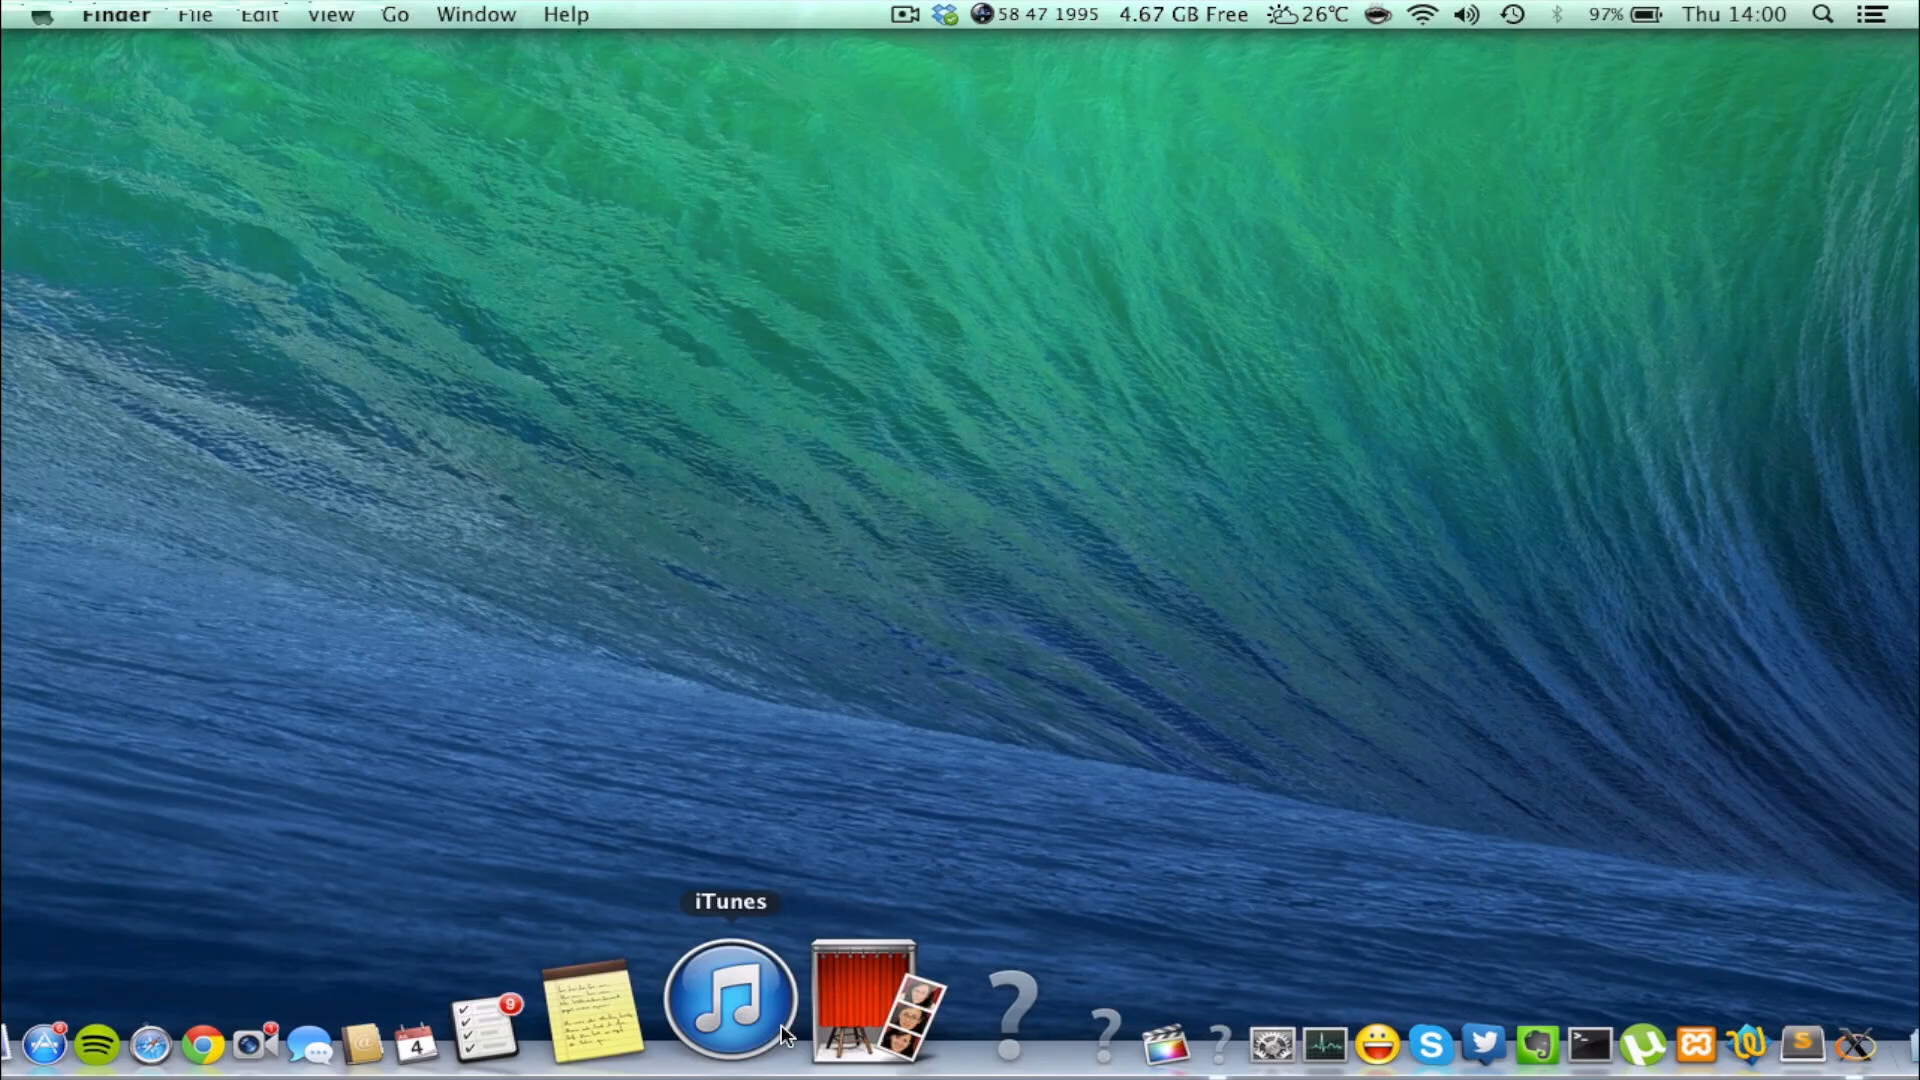 Finder File Edit View Go Window Help 58 47 1995 4.67 GB Free 26°C 97% Thu 14:00
iTunes
9
4